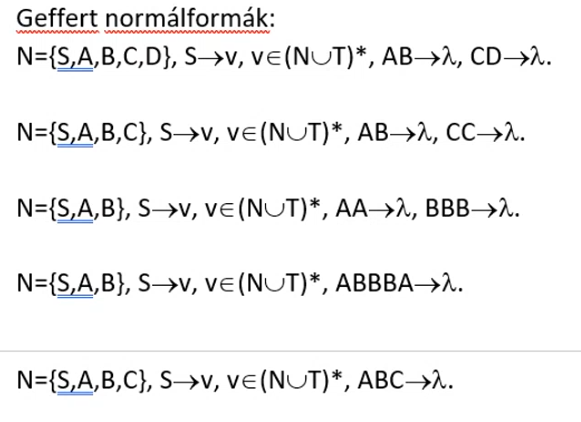 Geffert normálformák:
N={S,A,B,C,D}, S→v, v∈(N∪T)*, AB→λ, CD→λ.
N={S,A,B,C}, S→v, v∈(N∪T)*, AB→λ, CC→λ.
N={S,A,B}, S→v, v∈(N∪T)*, AA→λ, BBB→λ.
N={S,A,B}, S→v, v∈(N∪T)*, ABBBA→λ.
N={S,A,B,C}, S→v, v∈(N∪T)*, ABC→λ.